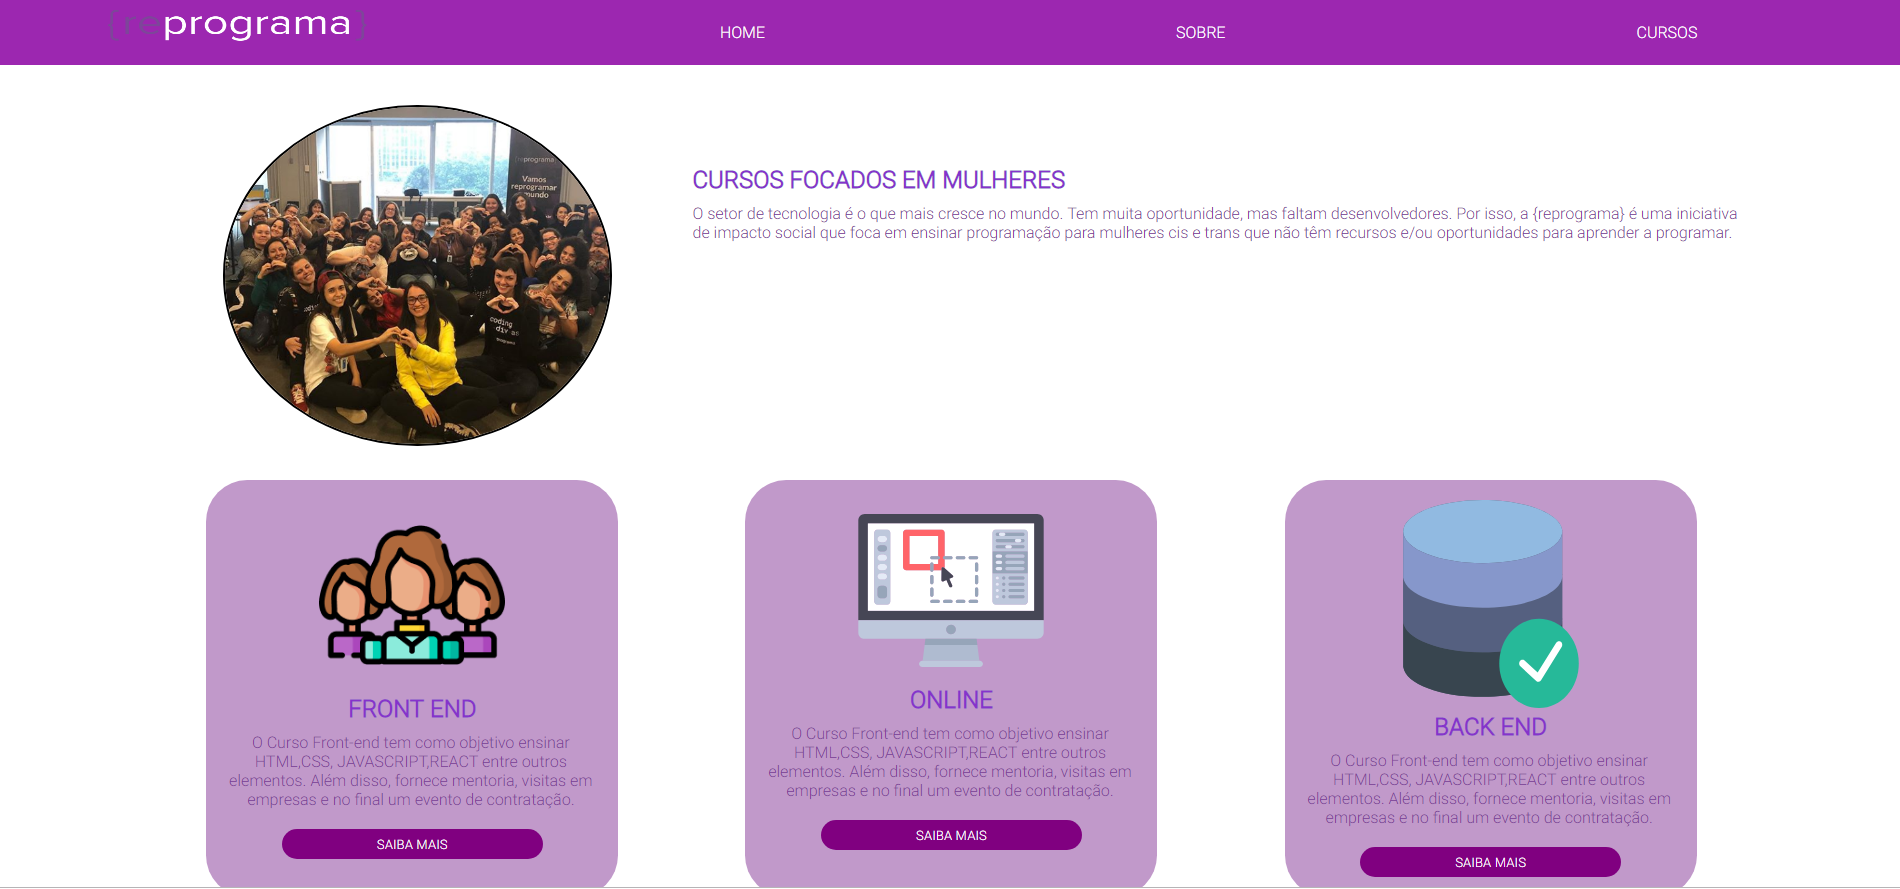 {reprograma}
HOME
SOBRE
CURSOS
reprograma
Vamos
reprogramar
mundo
coding
CURSOS FOCADOS EM MULHERES
O setor de tecnologia é o que mais cresce no mundo. Tem muita oportunidade, mas faltam desenvolvedores. Por isso, a {reprograma} é uma iniciativa
de impacto social que foca em ensinar programação para mulheres cis e trans que não têm recursos e/ou oportunidades para aprender a programar.
FRONT END
O Curso Front-end tem como objetivo ensinar
HTML,CSS, JAVASCRIPT,REACT entre outros
elementos. Além disso, fornece mentoria, visitas em
empresas e no final um evento de contratação.
SAIBA MAIS
ONLINE
O Curso Front-end tem como objetivo ensinar
HTML,CSS, JAVASCRIPT,REACT entre outros
elementos. Além disso, fornece mentoria, visitas em
empresas e no final um evento de contratação.
SAIBA MAIS
BACK END
O Curso Front-end tem como objetivo ensinar
HTML,CSS, JAVASCRIPT,REACT entre outros
elementos. Além disso, fornece mentoria, visitas em
empresas e no final um evento de contratação.
SAIBA MAIS